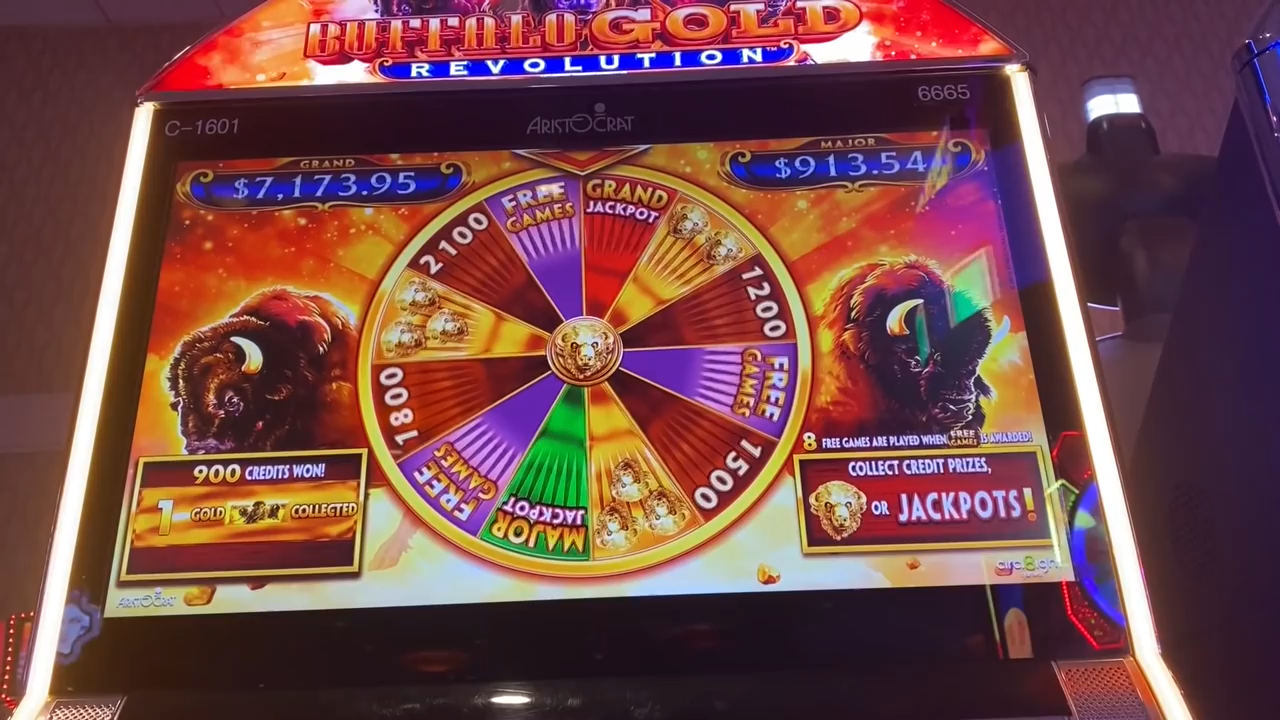 BUFFALO GOLD
REVOLUTION™
C-1601
ARISTOCRAT
6665
GRAND
$7,173.95
MAJOR
$913.54
FREE GAMES
GRAND JACKPOT
1200
FREE GAMES
1500
MAJOR JACKPOT
FREE GAMES
1800
2100
900 CREDITS WON!
1 GOLD COLLECTED
8 FREE GAMES ARE PLAYED WHEN FREE GAMES IS AWARDED!
COLLECT CREDIT PRIZES,
OR JACKPOTS!
ARISTOCRAT